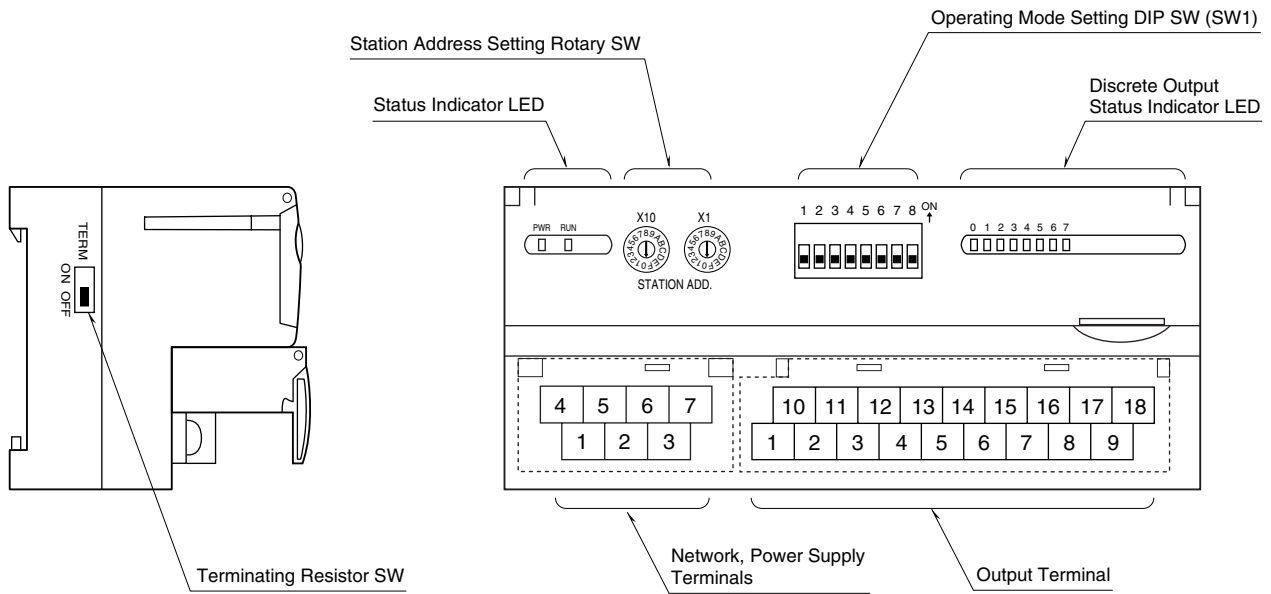 Operating Mode Setting DIP SW (SW1)
Station Address Setting Rotary SW
Status Indicator LED
Discrete Output
Status Indicator LED
TERM
ON OFF
PWR RUN
X10 X1
0123456789ABCDEF
0123456789ABCDEF
STATION ADD.
1 2 3 4 5 6 7 8 ON
0 1 2 3 4 5 6 7
4 5 6 7
1 2 3
10 11 12 13 14 15 16 17 18
1 2 3 4 5 6 7 8 9
Terminating Resistor SW
Network, Power Supply
Terminals
Output Terminal